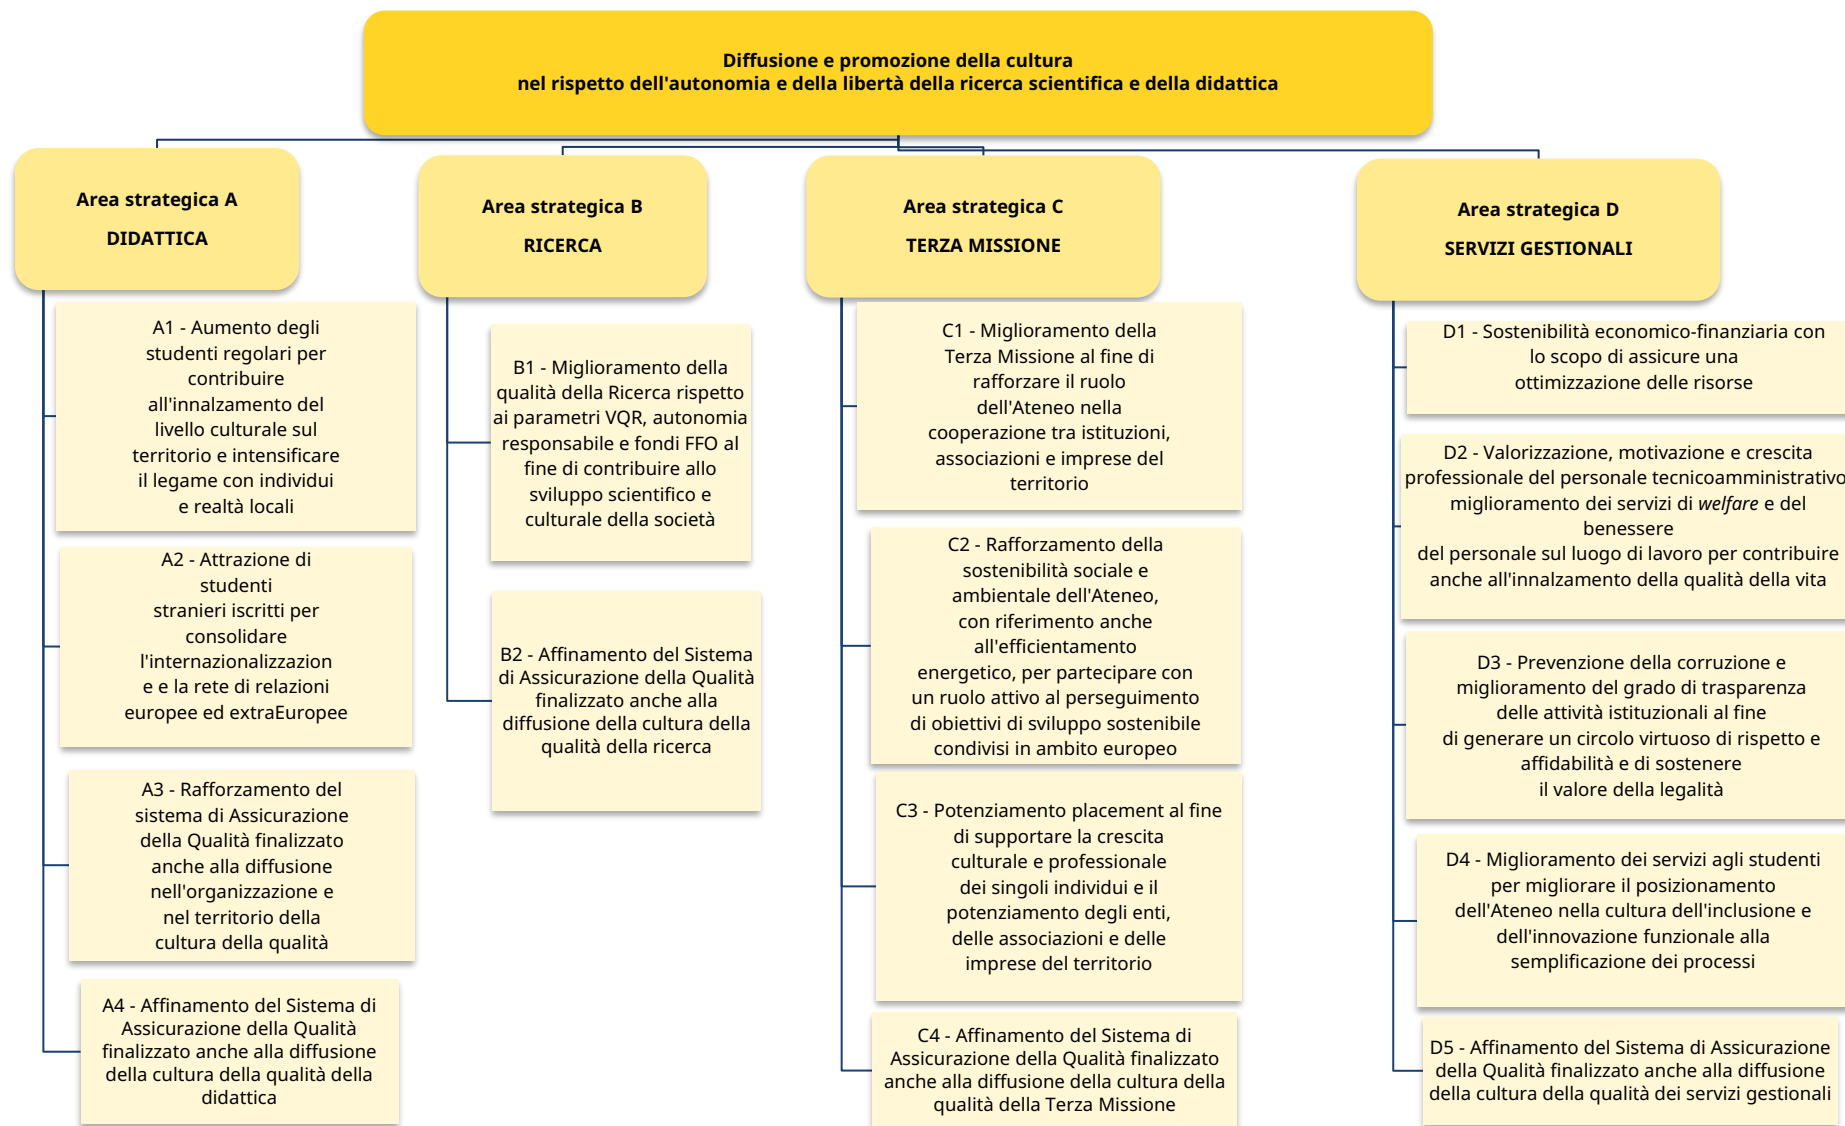 Diffusione e promozione della cultura
nel rispetto dell'autonomia e della libertà della ricerca scientifica e della didattica
Area strategica A
DIDATTICA
A1 - Aumento degli
studenti regolari per
contribuire
all'innalzamento del
livello culturale sul
territorio e intensificare
il legame con individui
e realtà locali
A2 - Attrazione di
studenti
stranieri iscritti per
consolidare
l'internazionalizzazion
e e la rete di relazioni
europee ed extraEuropee
A3 - Rafforzamento del
sistema di Assicurazione
della Qualità finalizzato
anche alla diffusione
nell'organizzazione e
nel territorio della
cultura della qualità
A4 - Affinamento del Sistema di
Assicurazione della Qualità
finalizzato anche alla diffusione
della cultura della qualità della
didattica
Area strategica B
RICERCA
B1 - Miglioramento della
qualità della Ricerca rispetto
ai parametri VQR, autonomia
responsabile e fondi FFO al
fine di contribuire allo
sviluppo scientifico e
culturale della società
B2 - Affinamento del Sistema
di Assicurazione della Qualità
finalizzato anche alla
diffusione della cultura della
qualità della ricerca
Area strategica C
TERZA MISSIONE
C1 - Miglioramento della
Terza Missione al fine di
rafforzare il ruolo
dell'Ateneo nella
cooperazione tra istituzioni,
associazioni e imprese del
territorio
C2 - Rafforzamento della
sostenibilità sociale e
ambientale dell'Ateneo,
con riferimento anche
all'efficientamento
energetico, per partecipare con
un ruolo attivo al perseguimento
di obiettivi di sviluppo sostenibile
condivisi in ambito europeo
C3 - Potenziamento placement al fine
di supportare la crescita
culturale e professionale
dei singoli individui e il
potenziamento degli enti,
delle associazioni e delle
imprese del territorio
C4 - Affinamento del Sistema di
Assicurazione della Qualità finalizzato
anche alla diffusione della cultura della
qualità della Terza Missione
Area strategica D
SERVIZI GESTIONALI
D1 - Sostenibilità economico-finanziaria con
lo scopo di assicure una
ottimizzazione delle risorse
D2 - Valorizzazione, motivazione e crescita
professionale del personale tecnicoamministrativo
miglioramento dei servizi di welfare e del
benessere
del personale sul luogo di lavoro per contribuire
anche all'innalzamento della qualità della vita
D3 - Prevenzione della corruzione e
miglioramento del grado di trasparenza
delle attività istituzionali al fine
di generare un circolo virtuoso di rispetto e
affidabilità e di sostenere
il valore della legalità
D4 - Miglioramento dei servizi agli studenti
per migliorare il posizionamento
dell'Ateneo nella cultura dell'inclusione e
dell'innovazione funzionale alla
semplificazione dei processi
D5 - Affinamento del Sistema di Assicurazione
della Qualità finalizzato anche alla diffusione
della cultura della qualità dei servizi gestionali